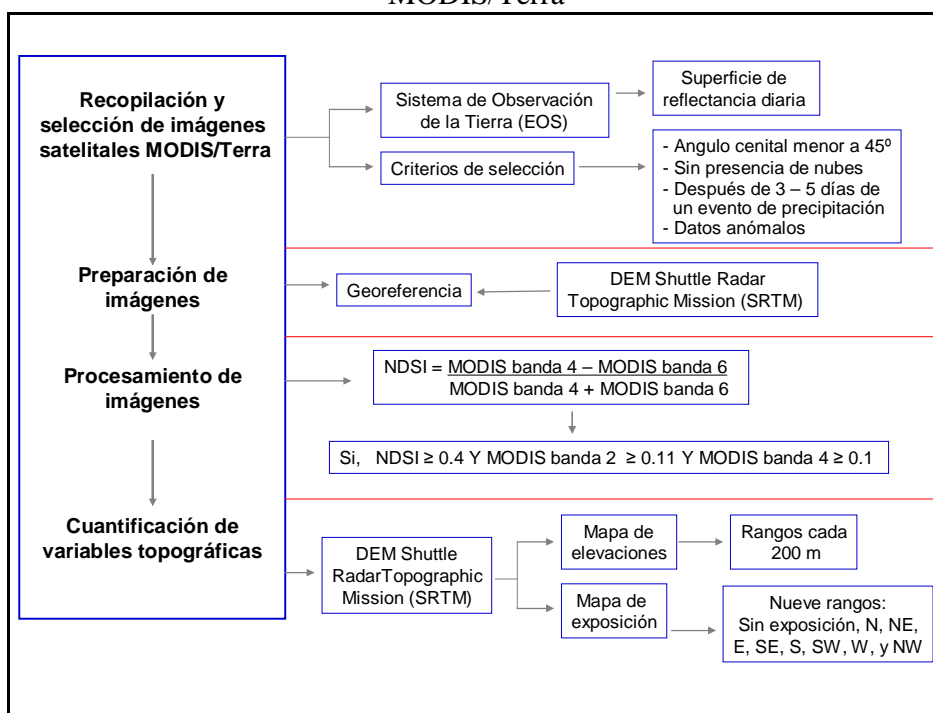 MODIS/Terra
Recopilación y
selección de imágenes
satelitales MODIS/Terra
Sistema de Observación
de la Tierra (EOS)
Superficie de
reflectancia diaria
Criterios de selección
- Angulo cenital menor a 45º
- Sin presencia de nubes
- Después de 3 – 5 días de
un evento de precipitación
- Datos anómalos
Preparación de
imágenes
Georeferencia
DEM Shuttle Radar
Topographic Mission (SRTM)
Procesamiento de
imágenes
NDSI = MODIS banda 4 – MODIS banda 6
MODIS banda 4 + MODIS banda 6
Si, NDSI ≥ 0.4 Y MODIS banda 2 ≥ 0.11 Y MODIS banda 4 ≥ 0.1
Cuantificación de
variables topográficas
DEM Shuttle
RadarTopographic
Mission (SRTM)
Mapa de
elevaciones
Rangos cada
200 m
Mapa de
exposición
Nueve rangos:
Sin exposición, N, NE,
E, SE, S, SW, W, y NW